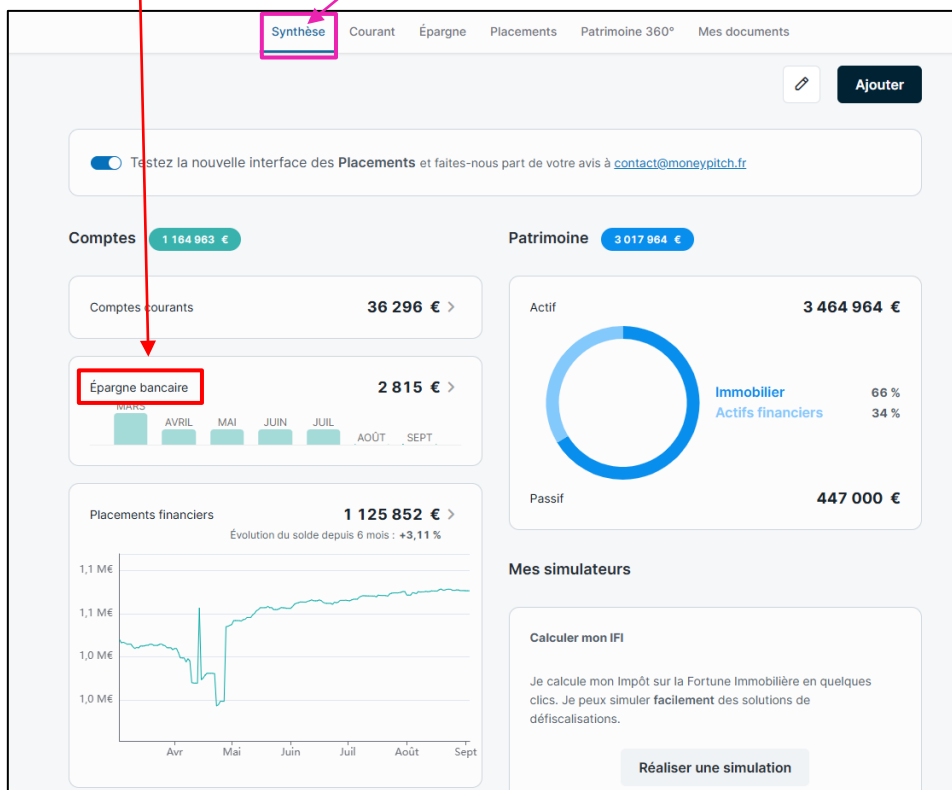 Synthèse Courant Épargne Placements Patrimoine 360° Mes documents
Ajouter
Testez la nouvelle interface des Placements et faites-nous part de votre avis à contact@moneypitch.fr
Comptes 1 164 963 €
Comptes courants 36 296 €
Épargne bancaire 2 815 €
MARS AVRIL MAI JUIN JUIL AOÛT SEPT
Placements financiers 1 125 852 €
Évolution du solde depuis 6 mois : +3,11 %
1,1 M€
1,1 M€
1,0 M€
1,0 M€
Avr Mai Juin Juil Août Sept
Patrimoine 3 017 964 €
Actif 3 464 964 €
Immobilier 66 %
Actifs financiers 34 %
Passif 447 000 €
Mes simulateurs
Calculer mon IFI
Je calcule mon Impôt sur la Fortune Immobilière en quelques
clics. Je peux simuler facilement des solutions de
défiscalisations.
Réaliser une simulation